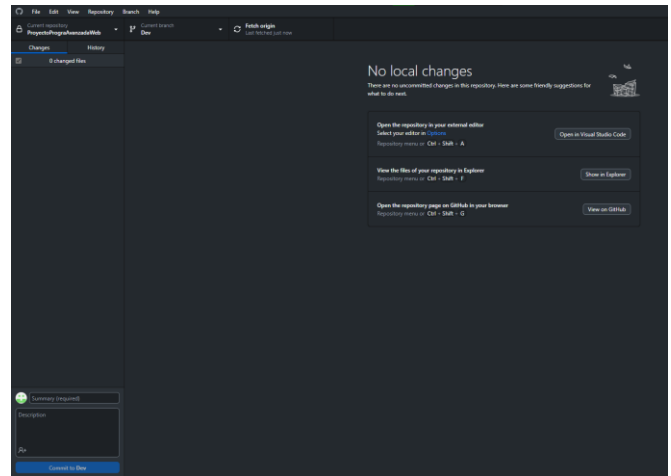 File Edit View Repository Branch Help
Current repository
ProyectoPrograAvanzadaWeb
Current branch
Dev
Fetch origin
Last fetched just now
Changes History
0 changed files
No local changes
There are no uncommitted changes in this repository. Here are some friendly suggestions for
what to do next.
Open the repository in your external editor
Select your editor in Options
Repository menu or Ctrl + Shift + A
Open in Visual Studio Code
View the files of your repository in Explorer
Repository menu or Ctrl + Shift + F
Show in Explorer
Open the repository page on GitHub in your browser
Repository menu or Ctrl + Shift + G
View on GitHub
Summary (required)
Description
Commit to Dev